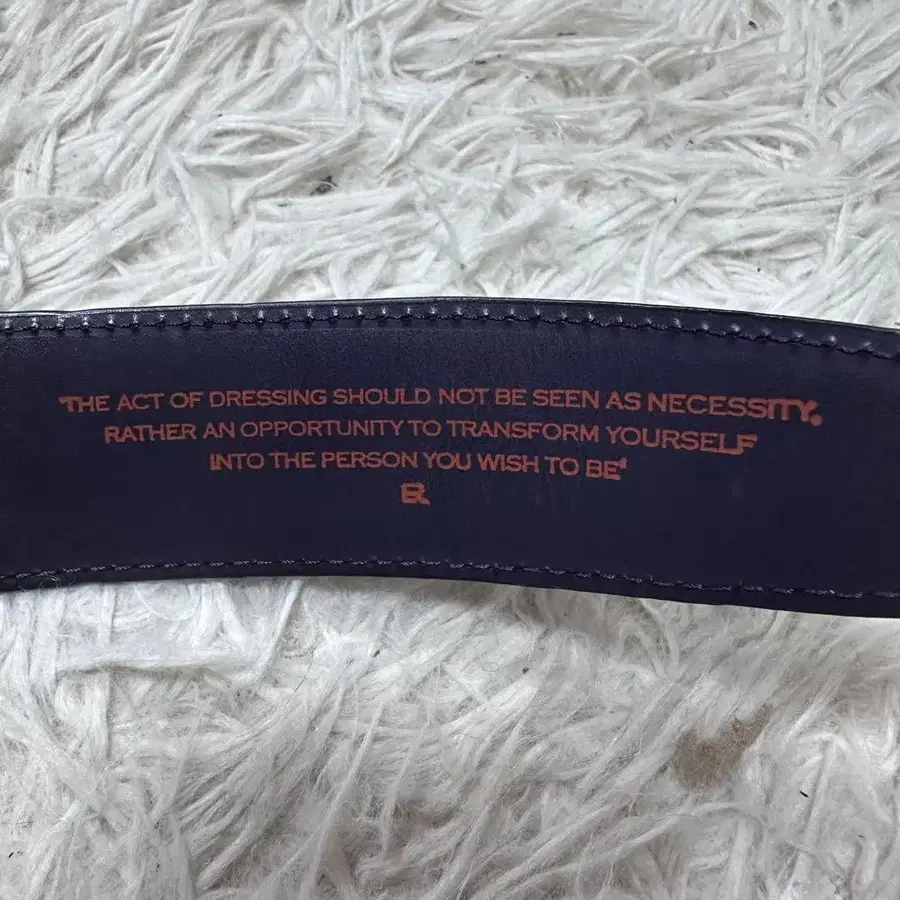 'THE ACT OF DRESSING SHOULD NOT BE SEEN AS NECESSITY,
RATHER AN OPPORTUNITY TO TRANSFORM YOURSELF
INTO THE PERSON YOU WISH TO BE'